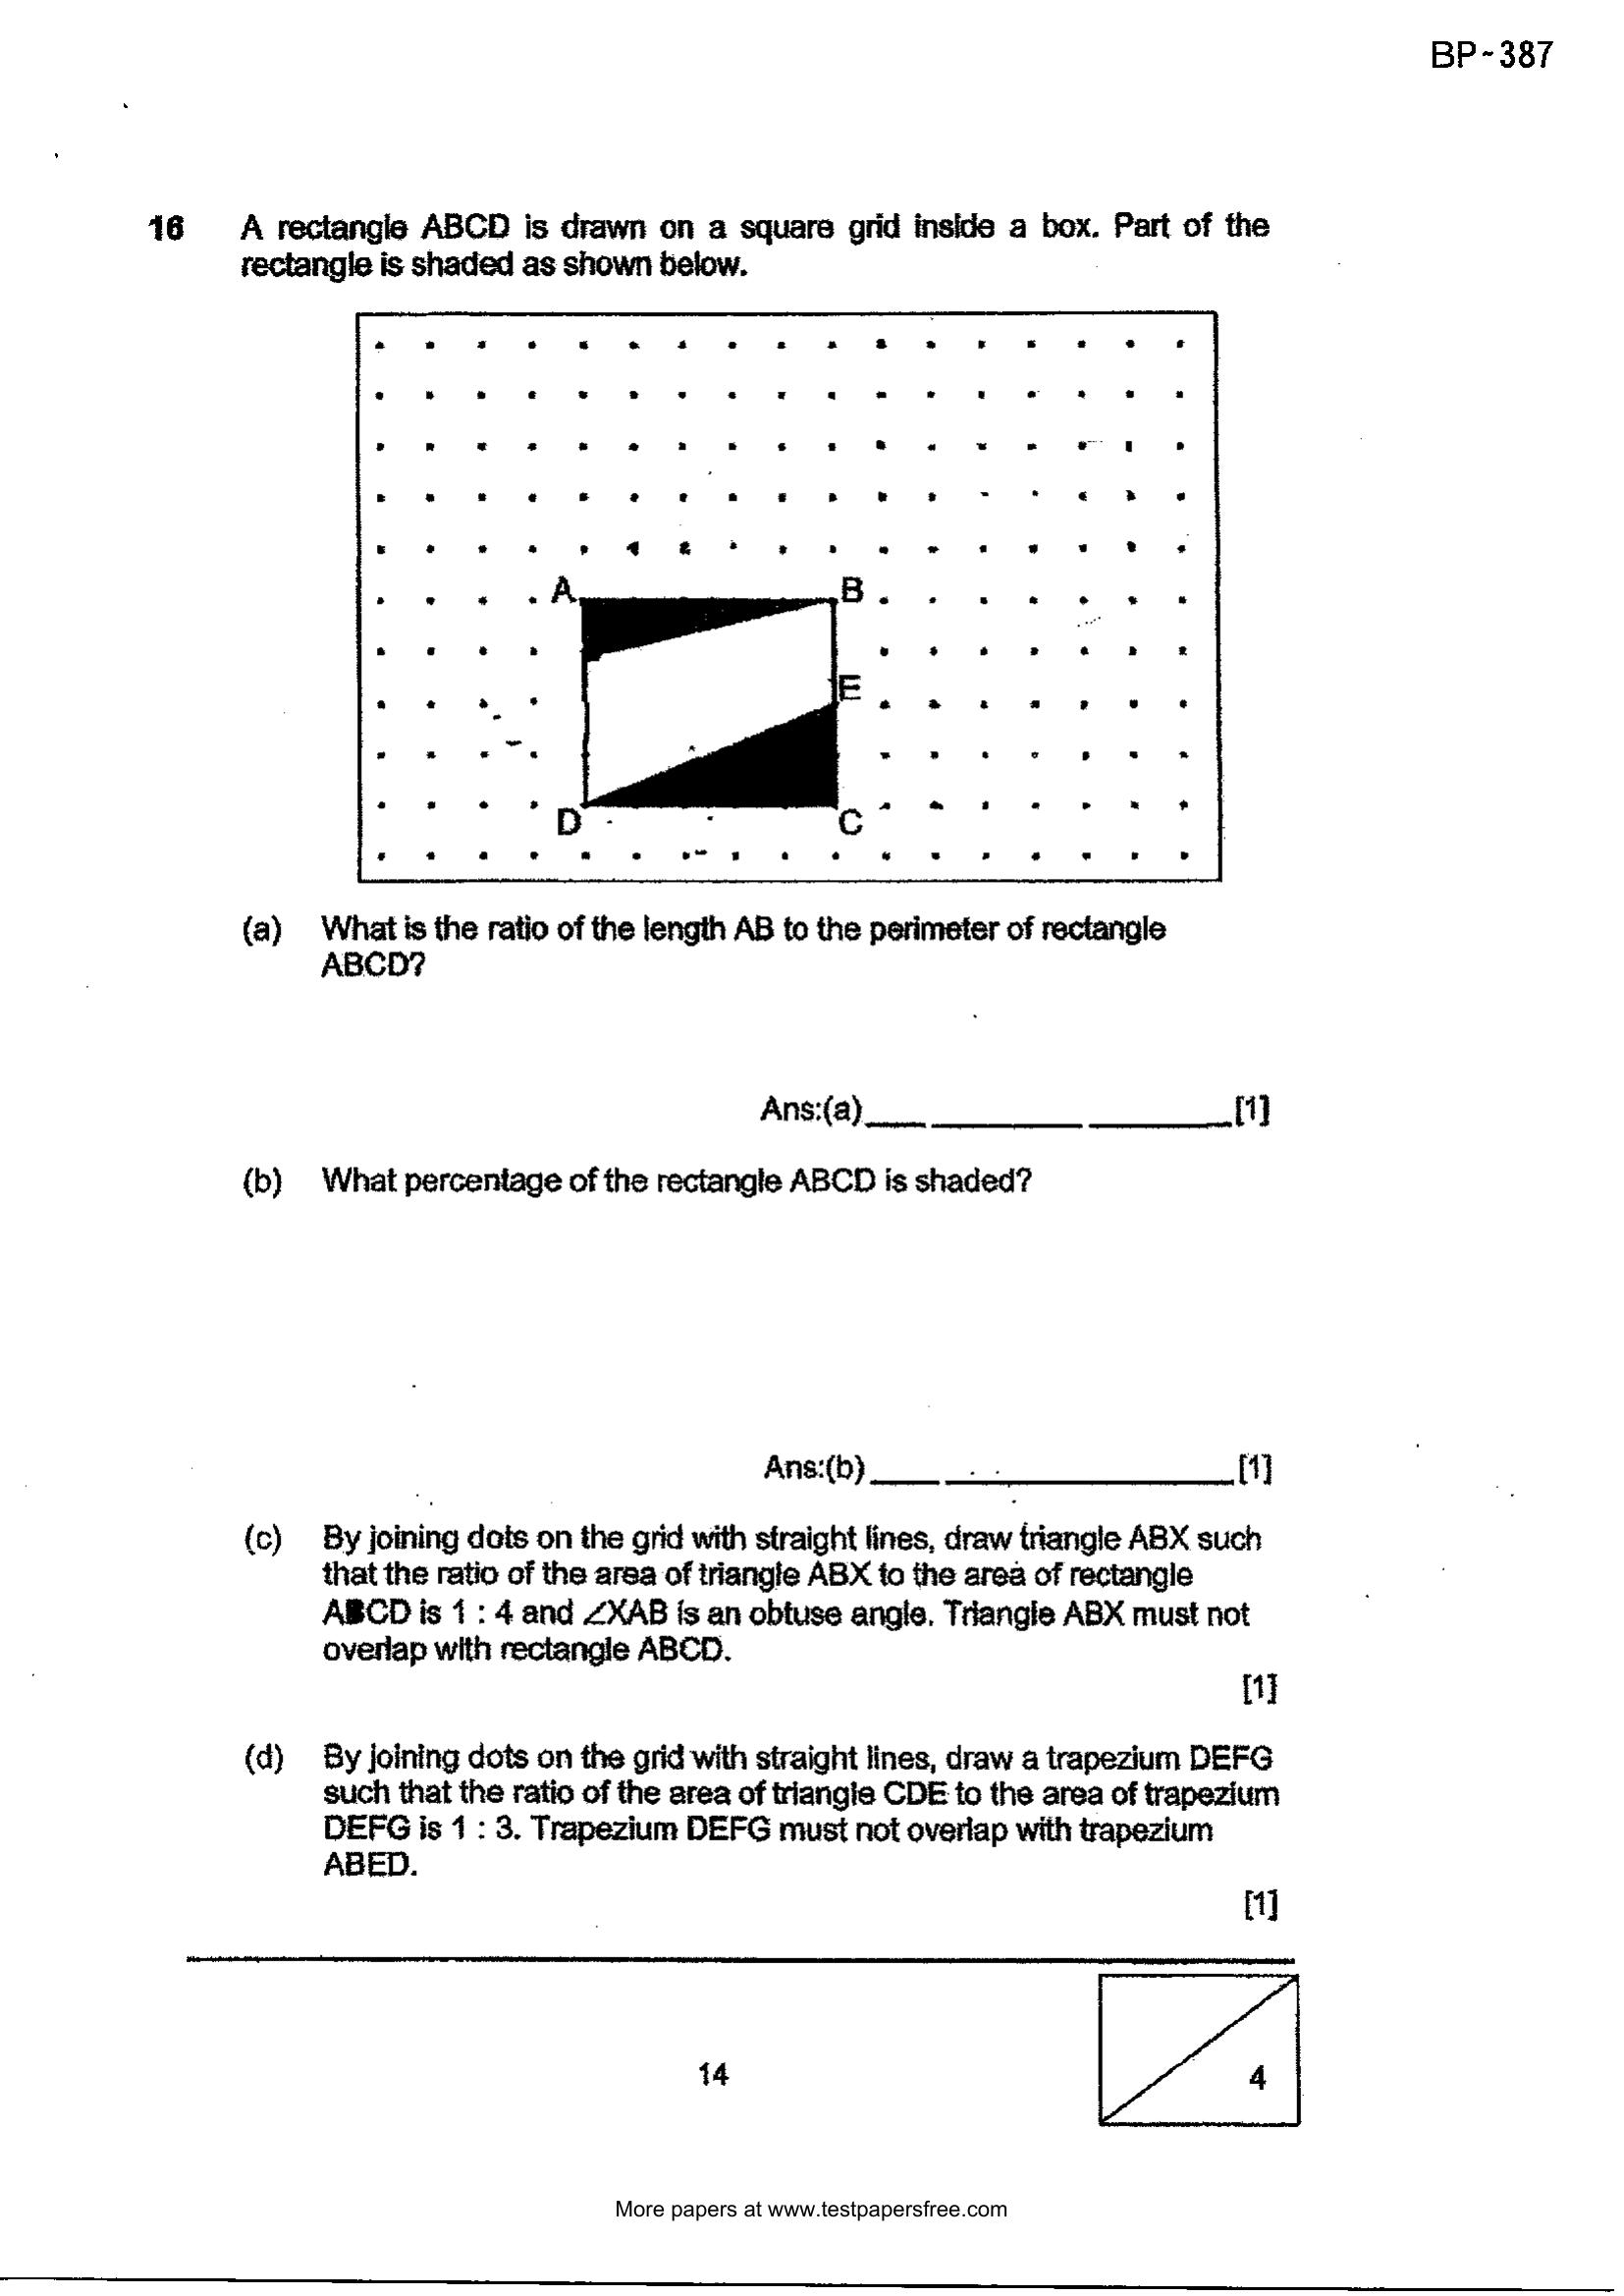 BP-387
16 A rectangle ABCD is drawn on a square grid inside a box. Part of the
rectangle is shaded as shown below.
A
B
E
D
C
(a) What is the ratio of the length AB to the perimeter of rectangle
ABCD?
Ans:(a)____ __________ __________[1]
(b) What percentage of the rectangle ABCD is shaded?
Ans:(b)_____ ____________________[1]
(c) By joining dots on the grid with straight lines, draw triangle ABX such
that the ratio of the area of triangle ABX to the area of rectangle
ABCD is 1 : 4 and ∠XAB is an obtuse angle. Triangle ABX must not
overlap with rectangle ABCD.
[1]
(d) By joining dots on the grid with straight lines, draw a trapezium DEFG
such that the ratio of the area of triangle CDE to the area of trapezium
DEFG is 1 : 3. Trapezium DEFG must not overlap with trapezium
ABED.
[1]
14
4
More papers at www.testpapersfree.com